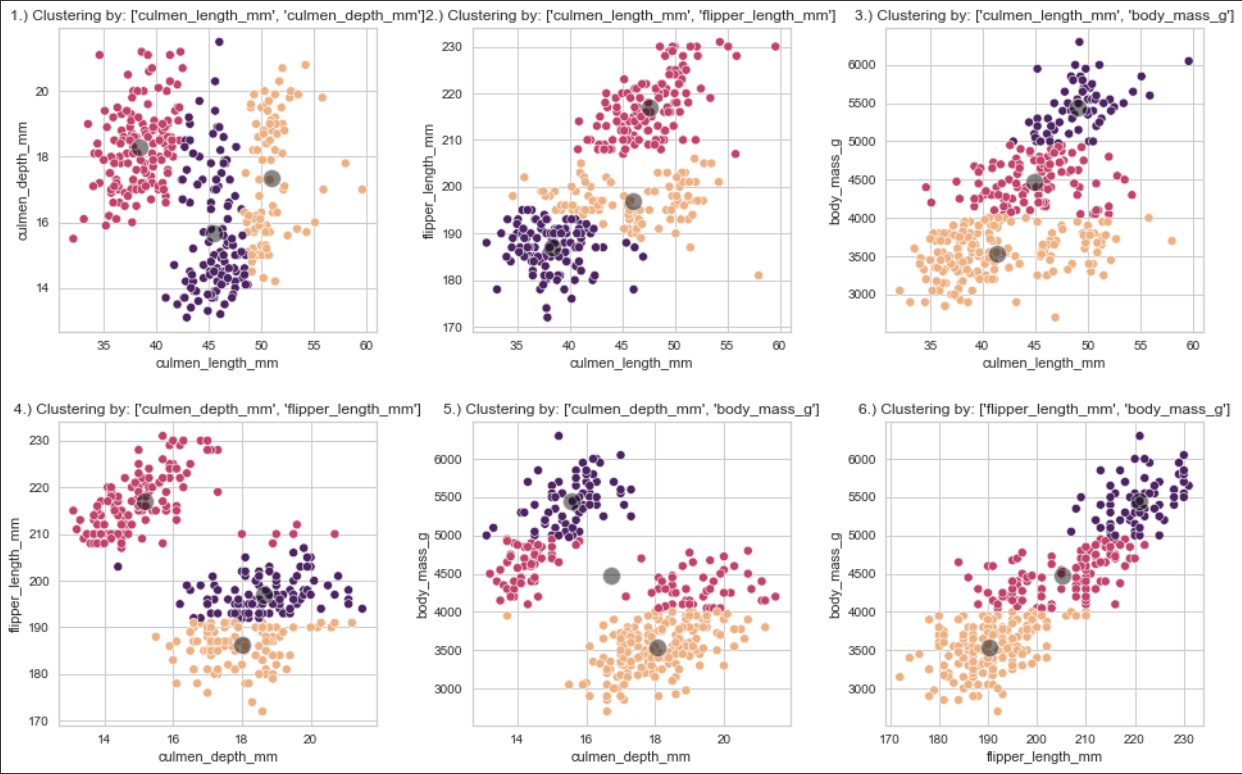 1.) Clustering by: ['culmen_length_mm', 'culmen_depth_mm']
20
18
16
14
culmen_depth_mm
35 40 45 50 55 60
culmen_length_mm
2.) Clustering by: ['culmen_length_mm', 'flipper_length_mm']
230
220
210
200
190
180
170
flipper_length_mm
35 40 45 50 55 60
culmen_length_mm
3.) Clustering by: ['culmen_length_mm', 'body_mass_g']
6000
5500
5000
4500
4000
3500
3000
body_mass_g
35 40 45 50 55 60
culmen_length_mm
4.) Clustering by: ['culmen_depth_mm', 'flipper_length_mm']
230
220
210
200
190
180
170
flipper_length_mm
14 16 18 20
culmen_depth_mm
5.) Clustering by: ['culmen_depth_mm', 'body_mass_g']
6000
5500
5000
4500
4000
3500
3000
body_mass_g
14 16 18 20
culmen_depth_mm
6.) Clustering by: ['flipper_length_mm', 'body_mass_g']
6000
5500
5000
4500
4000
3500
3000
body_mass_g
170 180 190 200 210 220 230
flipper_length_mm